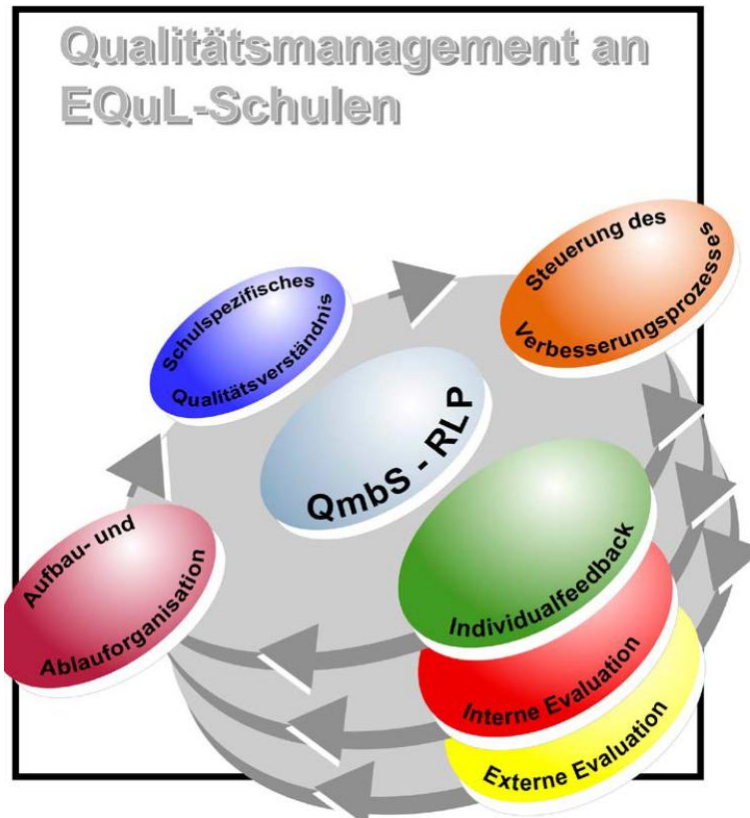 Qualitätsmanagement an
EQuL-Schulen
Schulspezifisches
Qualitätsverständnis
Steuerung des
Verbesserungsprozesses
QmbS - RLP
Aufbau- und
Ablauforganisation
Individualfeedback
Interne Evaluation
Externe Evaluation